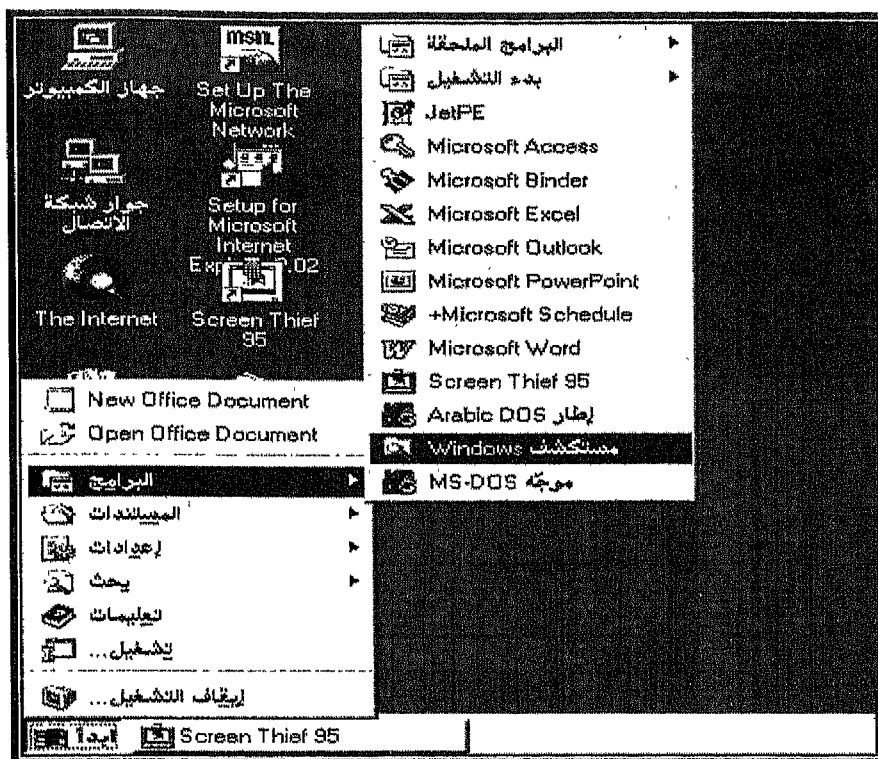 جهاز الكمبيوتر
msn.
Set Up The
Microsoft
Network
جوار شبكة
الاتصال
Setup for
Microsoft
Internet
The Internet
Screen Thief
95
البرامج الملحقة
بدء التشغيل
JetPE
Microsoft Access
Microsoft Binder
Microsoft Excel
Microsoft Outlook
Microsoft PowerPoint
+Microsoft Schedule
Microsoft Word
Screen Thief 95
إطار Arabic DOS
مستكشف Windows
موجّه MS-DOS
New Office Document
Open Office Document
البرامج
المستندات
إعدادات
بحث
تعليمات
تشغيل...
إيقاف التشغيل...
ابدأ
Screen Thief 95